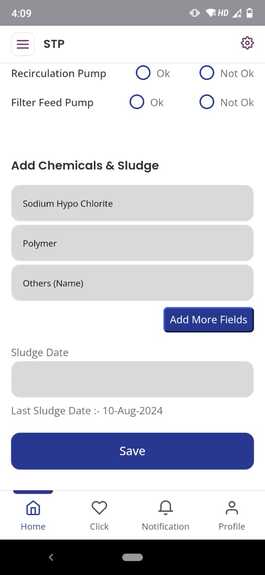 4:09
HD
STP
Recirculation Pump Ok Not Ok
Filter Feed Pump Ok Not Ok
Add Chemicals & Sludge
Sodium Hypo Chlorite
Polymer
Others (Name)
Add More Fields
Sludge Date
Last Sludge Date :- 10-Aug-2024
Save
Home Click Notification Profile